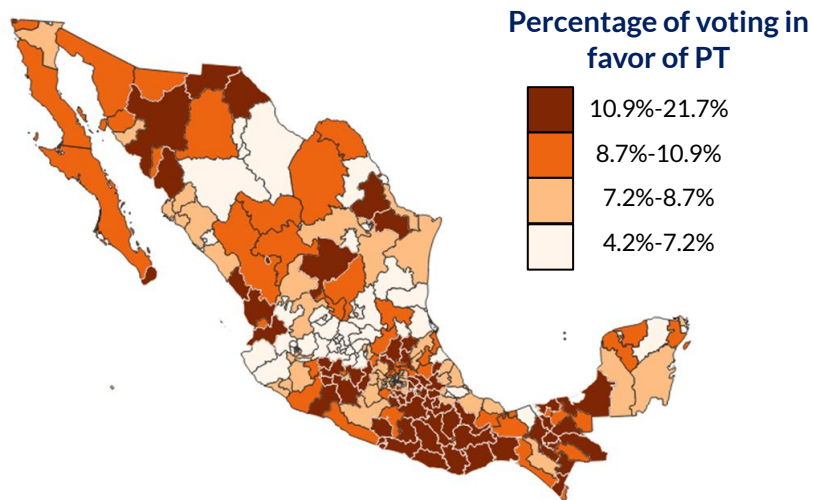 Percentage of voting in
favor of PT
10.9%-21.7%
8.7%-10.9%
7.2%-8.7%
4.2%-7.2%